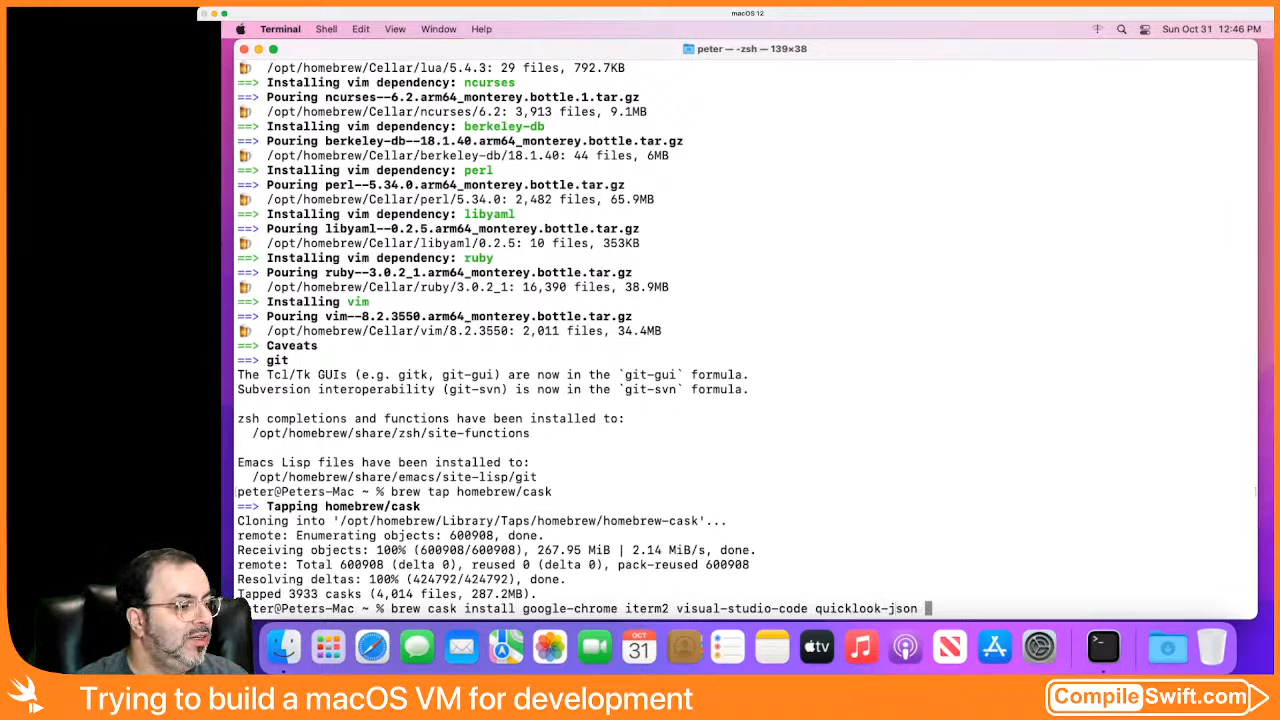 macOS 12
Terminal Shell Edit View Window Help Sun Oct 31 12:46 PM
peter — -zsh — 139×38
/opt/homebrew/Cellar/lua/5.4.3: 29 files, 792.7KB
==> Installing vim dependency: ncurses
==> Pouring ncurses--6.2.arm64_monterey.bottle.1.tar.gz
/opt/homebrew/Cellar/ncurses/6.2: 3,913 files, 9.1MB
==> Installing vim dependency: berkeley-db
==> Pouring berkeley-db--18.1.40.arm64_monterey.bottle.tar.gz
/opt/homebrew/Cellar/berkeley-db/18.1.40: 44 files, 6MB
==> Installing vim dependency: perl
==> Pouring perl--5.34.0.arm64_monterey.bottle.tar.gz
/opt/homebrew/Cellar/perl/5.34.0: 2,482 files, 65.9MB
==> Installing vim dependency: libyaml
==> Pouring libyaml--0.2.5.arm64_monterey.bottle.tar.gz
/opt/homebrew/Cellar/libyaml/0.2.5: 10 files, 353KB
==> Installing vim dependency: ruby
==> Pouring ruby--3.0.2_1.arm64_monterey.bottle.tar.gz
/opt/homebrew/Cellar/ruby/3.0.2_1: 16,390 files, 38.9MB
==> Installing vim
==> Pouring vim--8.2.3550.arm64_monterey.bottle.tar.gz
/opt/homebrew/Cellar/vim/8.2.3550: 2,011 files, 34.4MB
==> Caveats
==> git
The Tcl/Tk GUIs (e.g. gitk, git-gui) are now in the `git-gui` formula.
Subversion interoperability (git-svn) is now in the `git-svn` formula.
zsh completions and functions have been installed to:
/opt/homebrew/share/zsh/site-functions
Emacs Lisp files have been installed to:
/opt/homebrew/share/emacs/site-lisp/git
peter@Peters-Mac ~ % brew tap homebrew/cask
==> Tapping homebrew/cask
Cloning into '/opt/homebrew/Library/Taps/homebrew/homebrew-cask'...
remote: Enumerating objects: 600908, done.
Receiving objects: 100% (600908/600908), 267.95 MiB | 2.14 MiB/s, done.
remote: Total 600908 (delta 0), reused 0 (delta 0), pack-reused 600908
Resolving deltas: 100% (424792/424792), done.
Tapped 3933 casks (4,014 files, 287.2MB).
eter@Peters-Mac ~ % brew cask install google-chrome iterm2 visual-studio-code quicklook-json
OCT
31
tv
Trying to build a macOS VM for development
CompileSwift.com